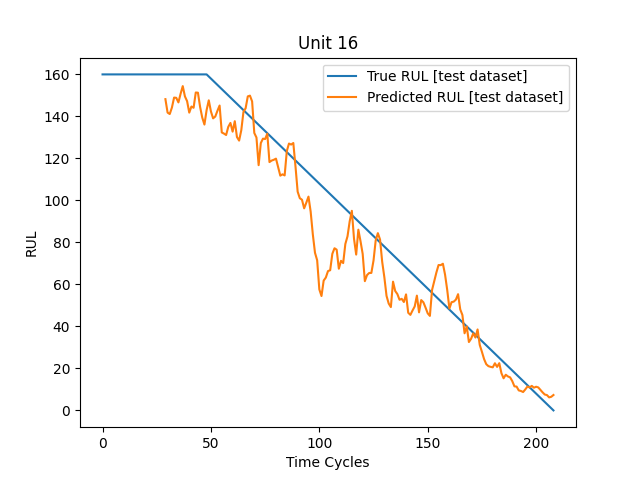 Unit 16
True RUL [test dataset]
Predicted RUL [test dataset]
160
140
120
100
80
60
40
20
0
RUL
0 50 100 150 200
Time Cycles